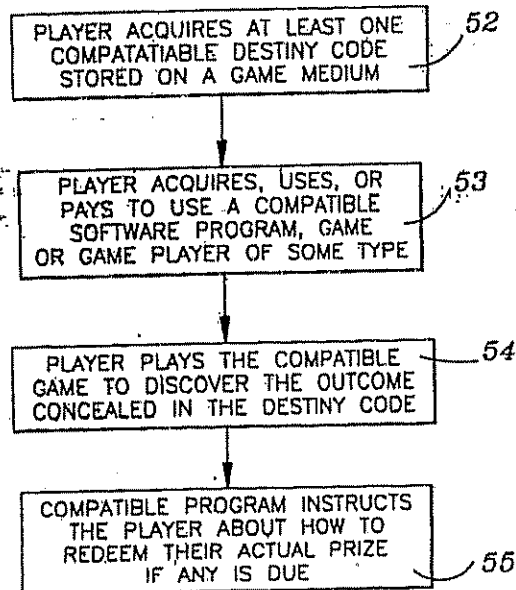 PLAYER ACQUIRES AT LEAST ONE
COMPATATIABLE DESTINY CODE
STORED ON A GAME MEDIUM
52
PLAYER ACQUIRES, USES, OR
PAYS TO USE A COMPATIBLE
SOFTWARE PROGRAM, GAME
OR GAME PLAYER OF SOME TYPE
53
PLAYER PLAYS THE COMPATIBLE
GAME TO DISCOVER THE OUTCOME
CONCEALED IN THE DESTINY CODE
54
COMPATIBLE PROGRAM INSTRUCTS
THE PLAYER ABOUT HOW TO
REDEEM THEIR ACTUAL PRIZE
IF ANY IS DUE
55